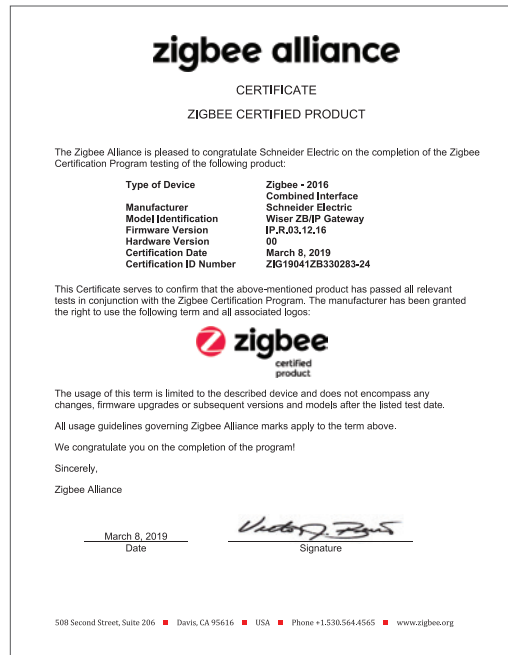 zigbee alliance
CERTIFICATE
ZIGBEE CERTIFIED PRODUCT
The Zigbee Alliance is pleased to congratulate Schneider Electric on the completion of the Zigbee
Certification Program testing of the following product:
Type of Device Zigbee - 2016
Combined Interface
Manufacturer Schneider Electric
Model Identification Wiser ZB/IP Gateway
Firmware Version IP.R.03.12.16
Hardware Version 00
Certification Date March 8, 2019
Certification ID Number ZIG19041ZB330283-24
This Certificate serves to confirm that the above-mentioned product has passed all relevant
tests in conjunction with the Zigbee Certification Program. The manufacturer has been granted
the right to use the following term and all associated logos:
zigbee
certified
product
The usage of this term is limited to the described device and does not encompass any
changes, firmware upgrades or subsequent versions and models after the listed test date.
All usage guidelines governing Zigbee Alliance marks apply to the term above.
We congratulate you on the completion of the program!
Sincerely,
Zigbee Alliance
March 8, 2019
Date Signature
508 Second Street, Suite 206 ■ Davis, CA 95616 ■ USA ■ Phone +1.530.564.4565 ■ www.zigbee.org